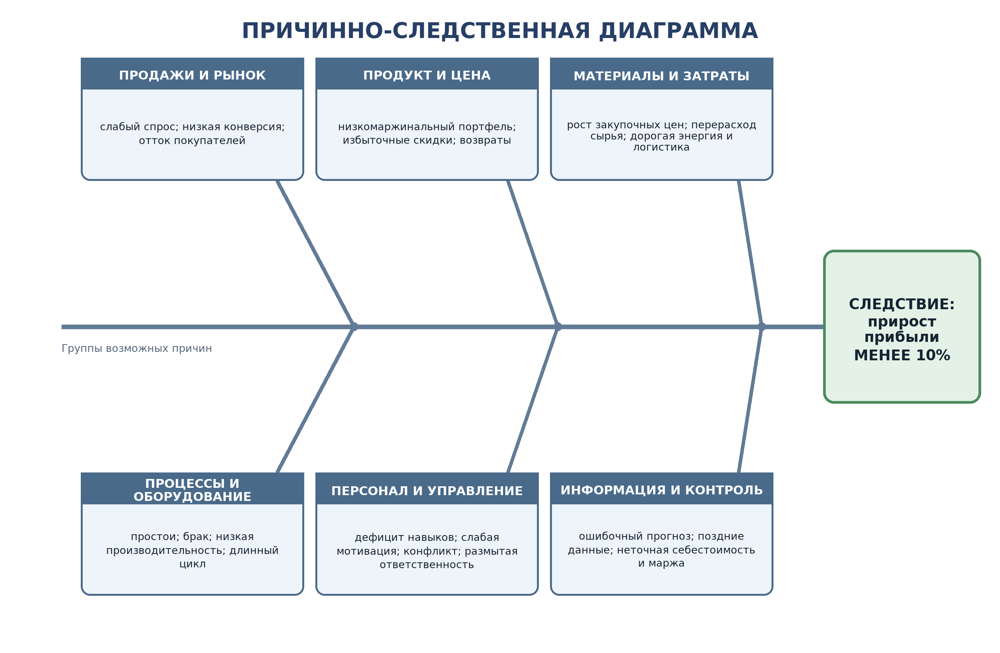 ПРИЧИННО-СЛЕДСТВЕННАЯ ДИАГРАММА
ПРОДАЖИ И РЫНОК
слабый спрос; низкая конверсия;
отток покупателей
ПРОДУКТ И ЦЕНА
низкомаржинальный портфель;
избыточные скидки; возвраты
МАТЕРИАЛЫ И ЗАТРАТЫ
рост закупочных цен; перерасход
сырья; дорогая энергия и
логистика
СЛЕДСТВИЕ:
прирост
прибыли
МЕНЕЕ 10%
Группы возможных причин
ПРОЦЕССЫ И
ОБОРУДОВАНИЕ
простои; брак; низкая
производительность; длинный
цикл
ПЕРСОНАЛ И УПРАВЛЕНИЕ
дефицит навыков; слабая
мотивация; конфликт; размытая
ответственность
ИНФОРМАЦИЯ И КОНТРОЛЬ
ошибочный прогноз; поздние
данные; неточная себестоимость
и маржа